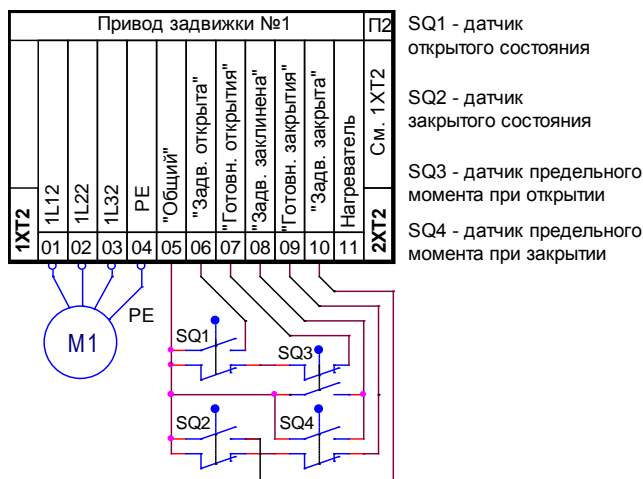 Привод задвижки №1
П2
1XT2
1L12
1L22
1L32
PE
"Общий"
"Задв. открыта"
"Готовн. открытия"
"Задв. заклинена"
"Готовн. закрытия"
"Задв. закрыта"
Нагреватель
См. 1XT2
2XT2
01 02 03 04 05 06 07 08 09 10 11
SQ1 - датчик
открытого состояния
SQ2 - датчик
закрытого состояния
SQ3 - датчик предельного
момента при открытии
SQ4 - датчик предельного
момента при закрытии
M1
PE
SQ1
SQ3
SQ2
SQ4